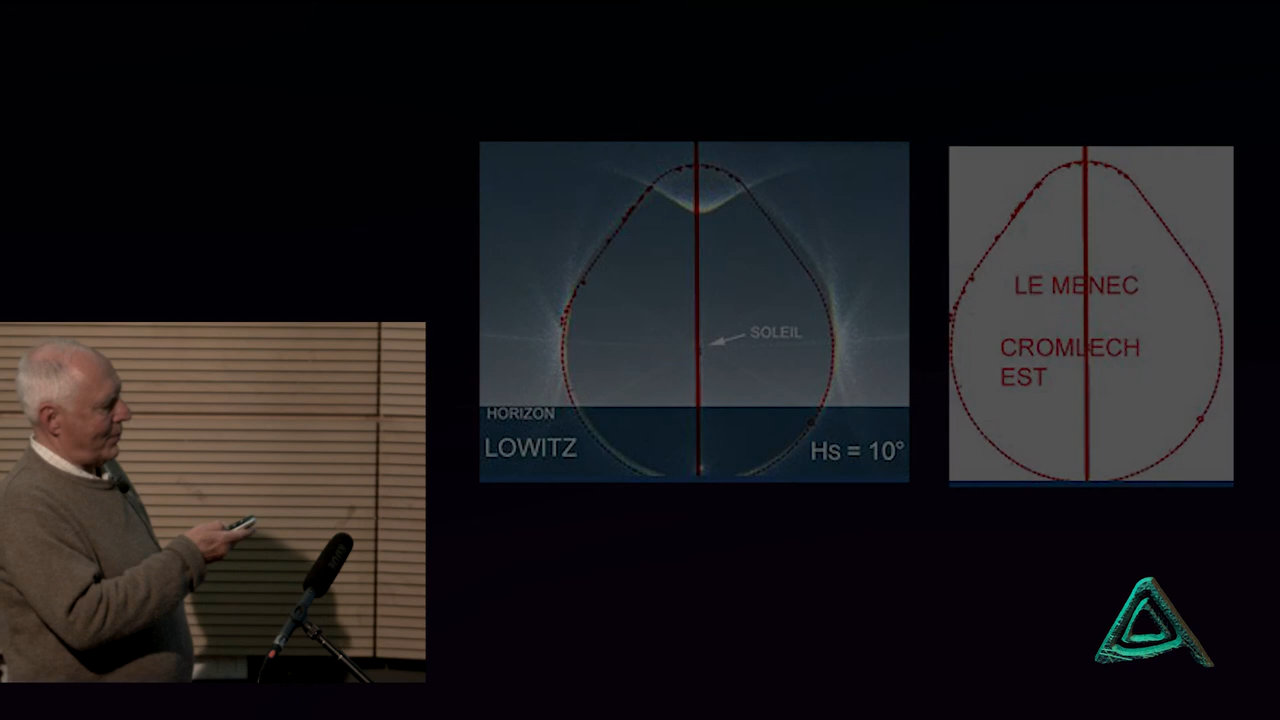 SOLEIL
HORIZON
LOWITZ
Hs = 10°
LE MENEC
CROMLECH
EST